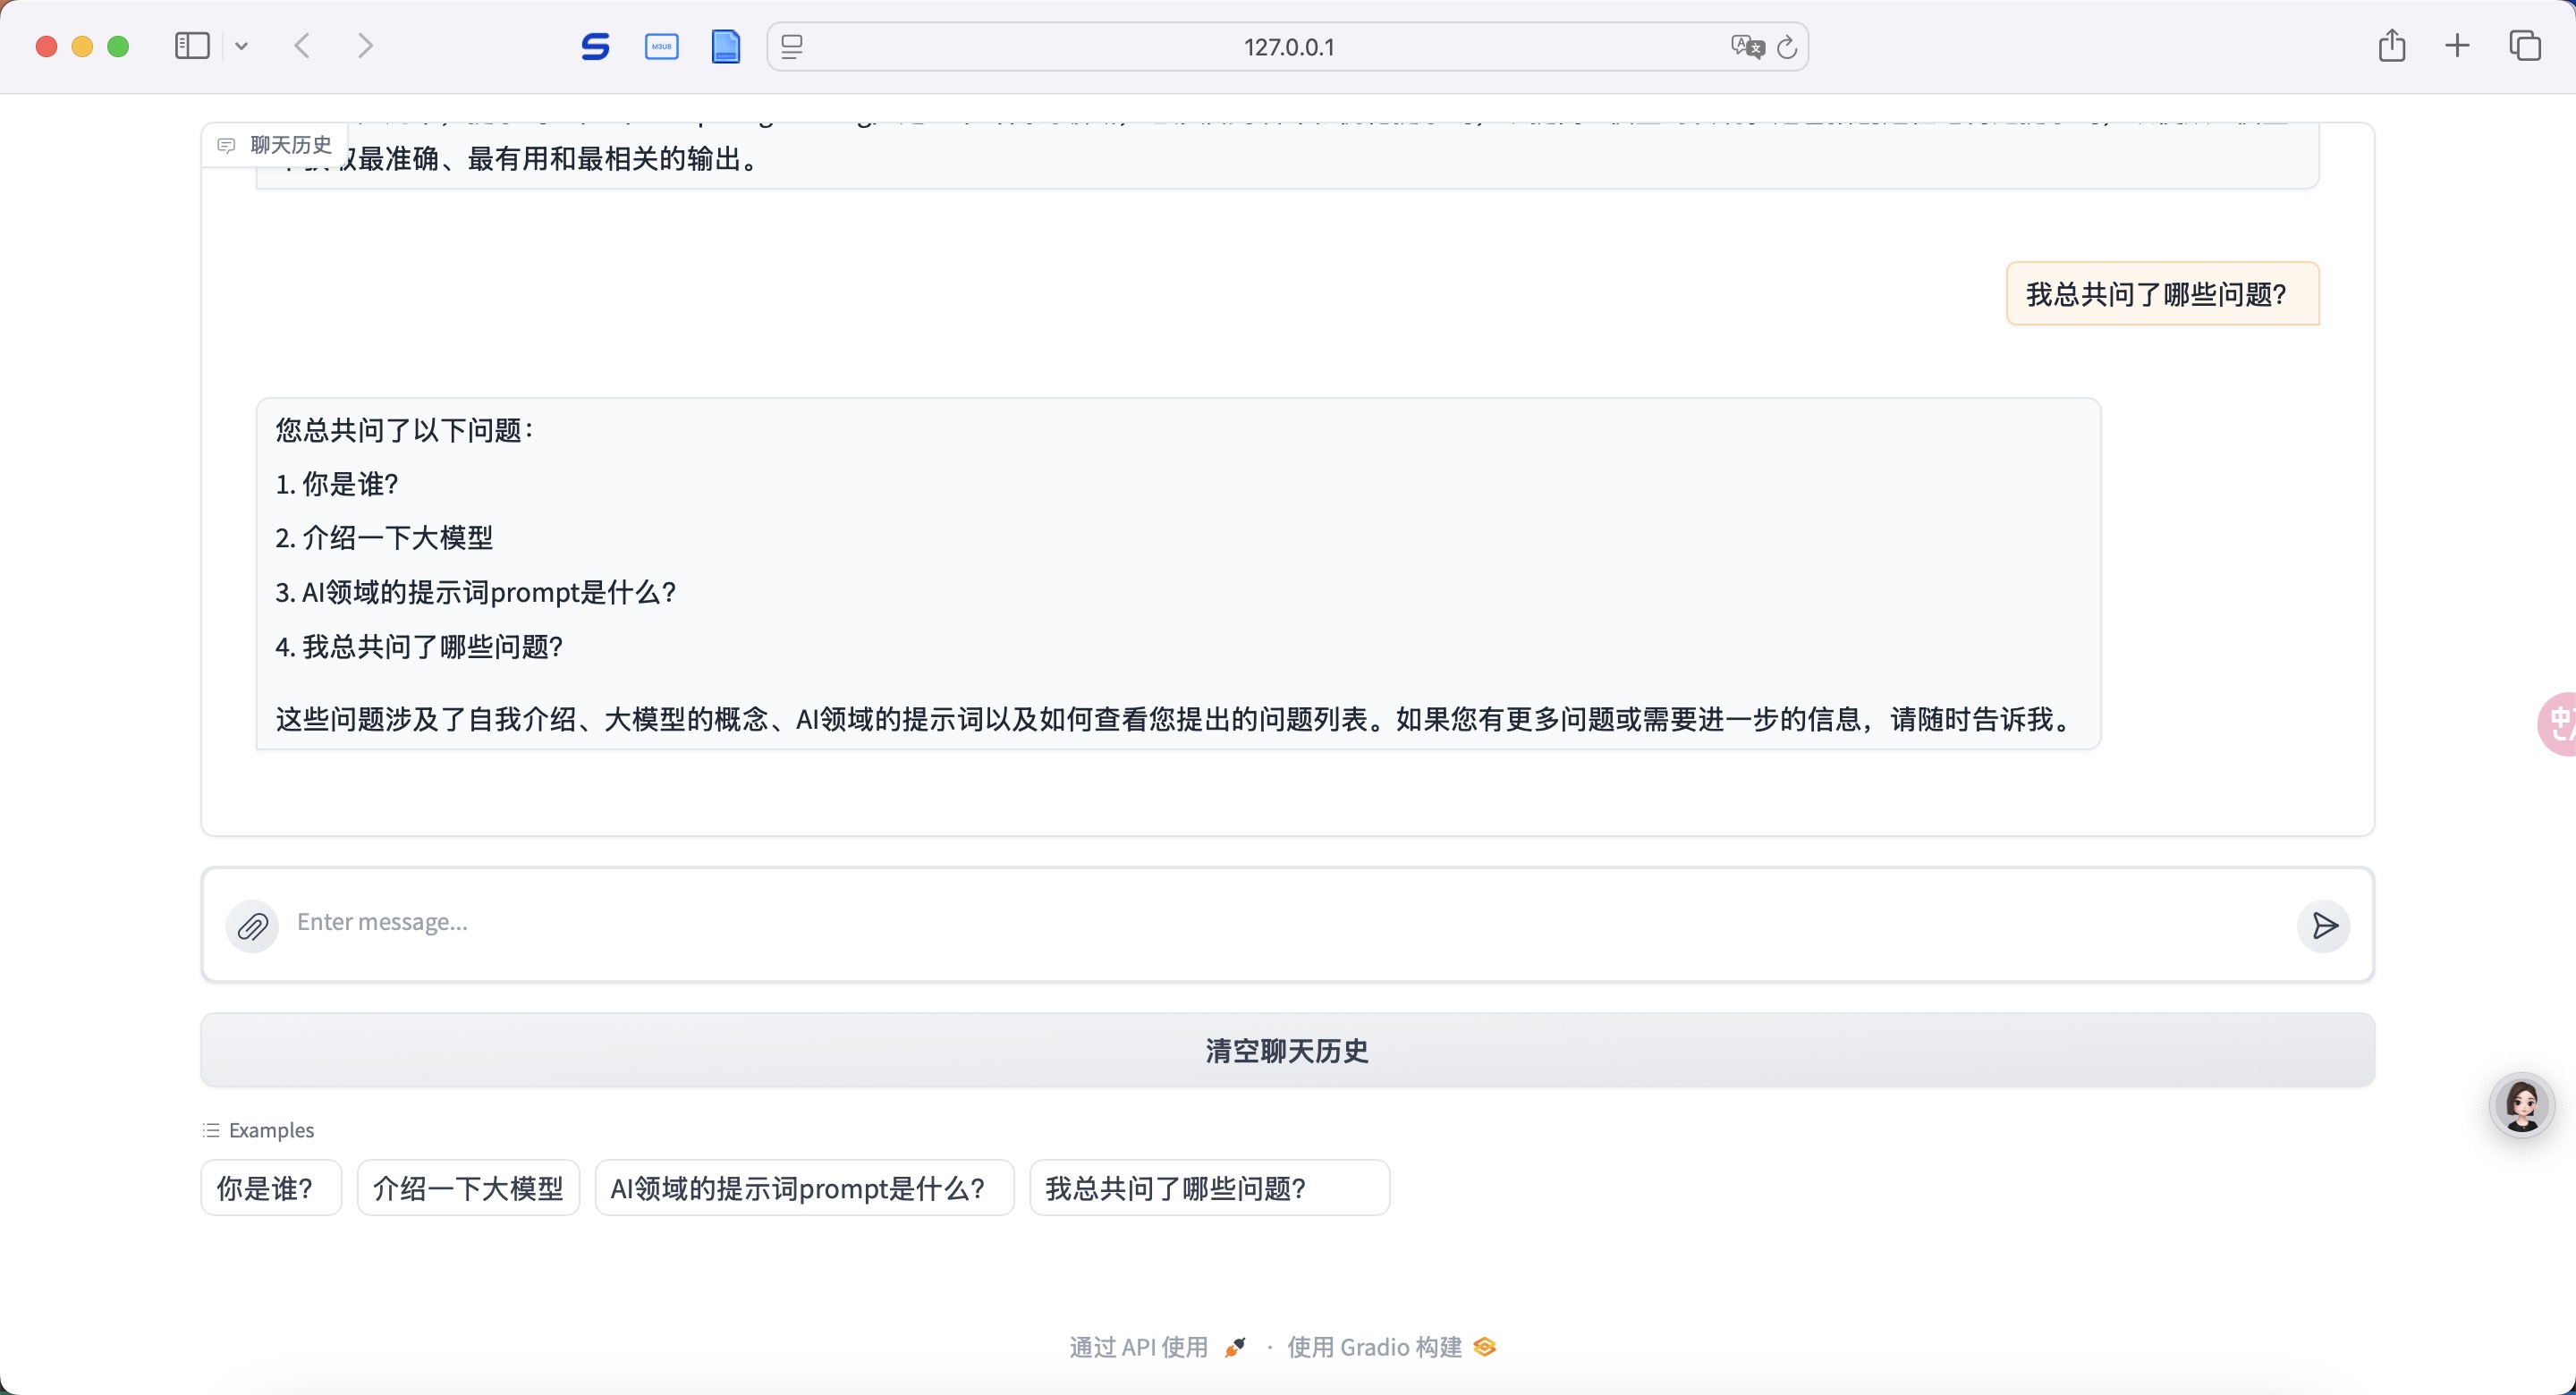 M3U8
127.0.0.1
聊天历史
取最准确、最有用和最相关的输出。
我总共问了哪些问题?
您总共问了以下问题:
1. 你是谁?
2. 介绍一下大模型
3. AI领域的提示词prompt是什么?
4. 我总共问了哪些问题?
这些问题涉及了自我介绍、大模型的概念、AI领域的提示词以及如何查看您提出的问题列表。如果您有更多问题或需要进一步的信息，请随时告诉我。
Enter message...
清空聊天历史
Examples
你是谁?
介绍一下大模型
AI领域的提示词prompt是什么?
我总共问了哪些问题?
通过 API 使用 · 使用 Gradio 构建